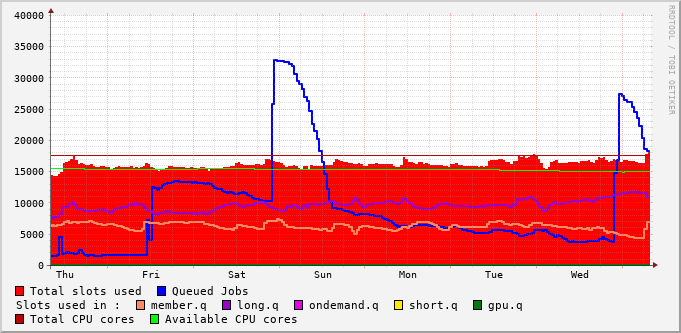 RRDTOOL / TOBI OETIKER
40000
35000
30000
25000
20000
15000
10000
5000
0
Thu Fri Sat Sun Mon Tue Wed
Total slots used Queued Jobs
Slots used in : member.q long.q ondemand.q short.q gpu.q
Total CPU cores Available CPU cores